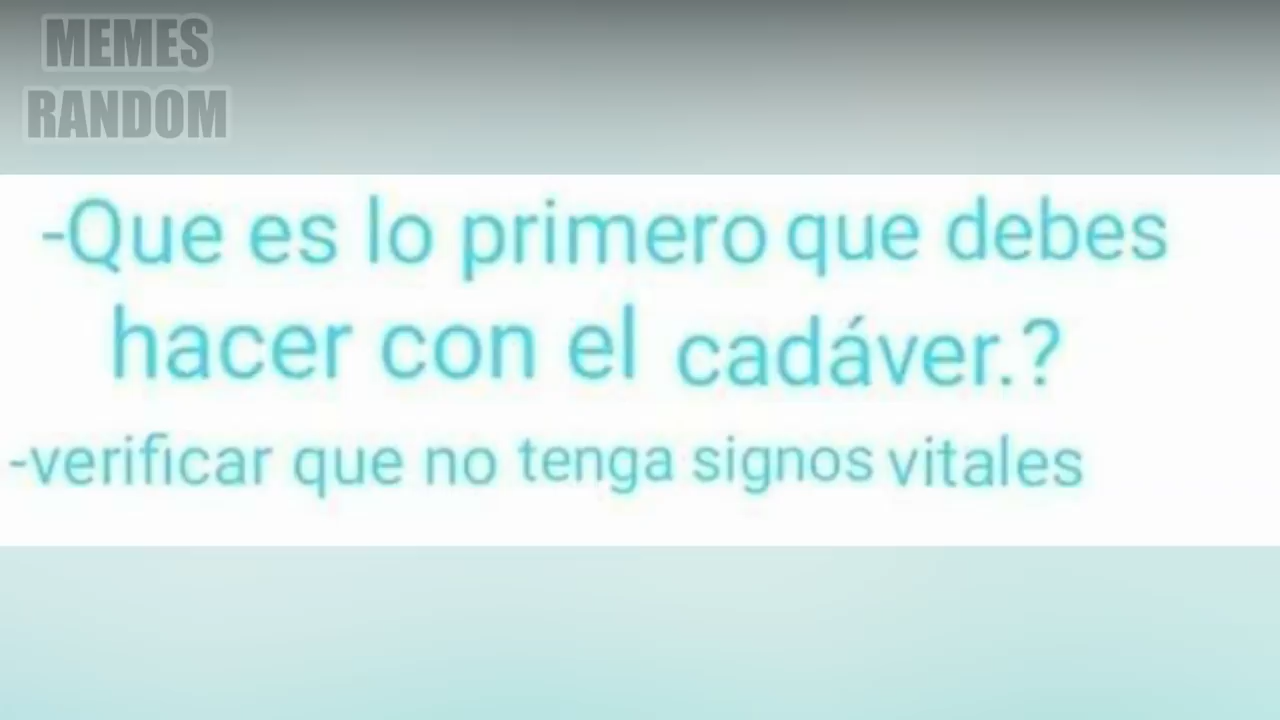 MEMES
RANDOM
-Que es lo primero que debes
hacer con el cadáver.?
-verificar que no tenga signos vitales